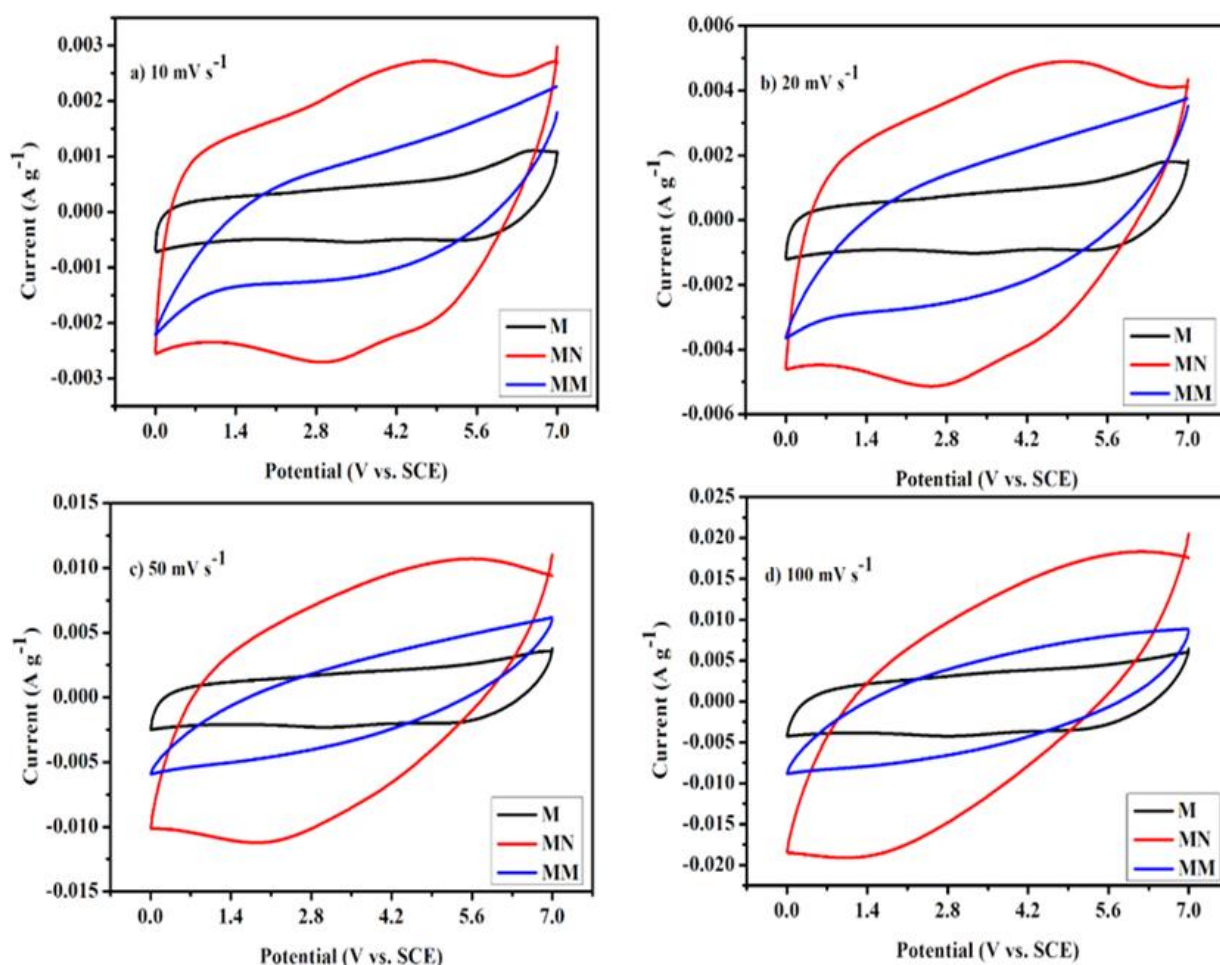 a) 10 mV s-1
Current (A g-1)
0.003
0.002
0.001
0.000
-0.001
-0.002
-0.003
M
MN
MM
0.0 1.4 2.8 4.2 5.6 7.0
Potential (V vs. SCE)
b) 20 mV s-1
Current (A g-1)
0.006
0.004
0.002
0.000
-0.002
-0.004
-0.006
M
MN
MM
0.0 1.4 2.8 4.2 5.6 7.0
Potential (V vs. SCE)
c) 50 mV s-1
Current (A g-1)
0.015
0.010
0.005
0.000
-0.005
-0.010
-0.015
M
MN
MM
0.0 1.4 2.8 4.2 5.6 7.0
Potential (V vs. SCE)
d) 100 mV s-1
Current (A g-1)
0.025
0.020
0.015
0.010
0.005
0.000
-0.005
-0.010
-0.015
-0.020
M
MN
MM
0.0 1.4 2.8 4.2 5.6 7.0
Potential (V vs. SCE)